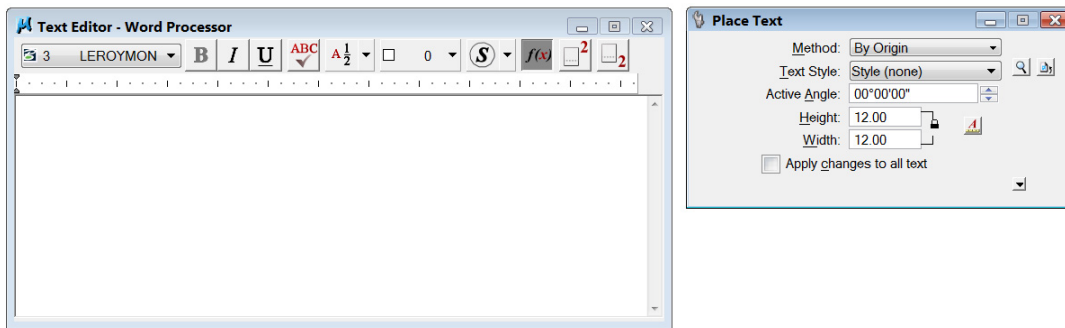 Text Editor - Word Processor
3 LEROYMON B I U ABC A½ 0 S f(x) 2 2
Place Text
Method: By Origin
Text Style: Style (none)
Active Angle: 00°00'00"
Height: 12.00
Width: 12.00
A
Apply changes to all text